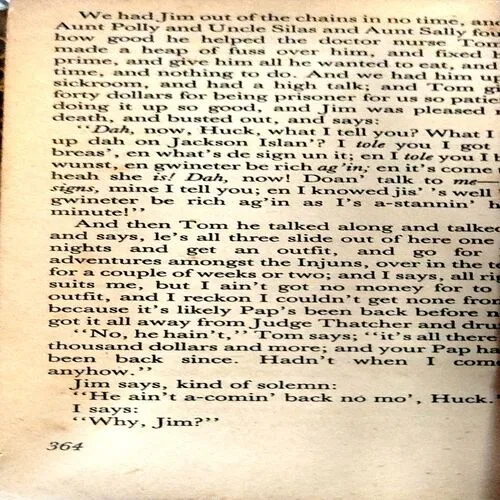 We had Jim out of the chains in no time, and
Aunt Polly and Uncle Silas and Aunt Sally fou
how good he helped the doctor nurse Tom
made a heap of fuss over him, and fixed h
prime, and give him all he wanted to eat, and
time, and nothing to do. And we had him u
sickroom, and had a high talk; and Tom gi
forty dollars for being prisoner for us so patie
doing it up so good, and Jim was pleased
death, and busted out, and says:
"Dah, now, Huck, what I tell you? What I
up dah on Jackson Islan'? I tole you I got
breas', en what's de sign un it; en I tole you I
wunst, en gwineter be rich ag'in; en it's come
heah she is! Dah, now! Doan' talk to me—
signs, mine I tell you; en I knowed jis' 's well
gwineter be rich ag'in as I's a-stannin' h
minute!"
And then Tom he talked along and talked
and says, le's all three slide out of here one
nights and get an outfit, and go for
adventures amongst the Injuns, over in the te
for a couple of weeks or two; and I says, all ri
suits me, but I ain't got no money for to
outfit, and I reckon I couldn't get none from
because it's likely Pap's been back before n
got it all away from Judge Thatcher and dru
"No, he hain't," Tom says; "it's all there
thousand dollars and more; and your Pap ha
been back since. Hadn't when I come
anyhow."
Jim says, kind of solemn:
"He ain't a-comin' back no mo', Huck."
I says:
"Why, Jim?"
364